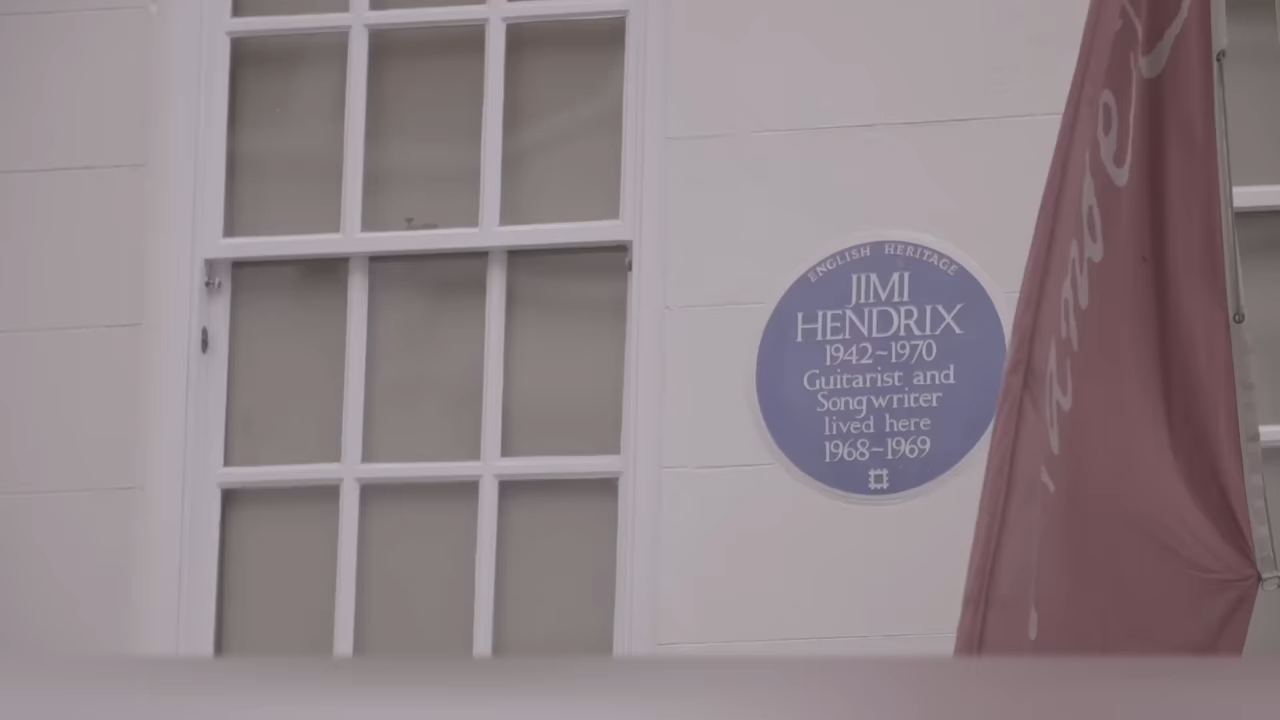 ENGLISH HERITAGE
JIMI
HENDRIX
1942~1970
Guitarist and
Songwriter
lived here
1968~1969